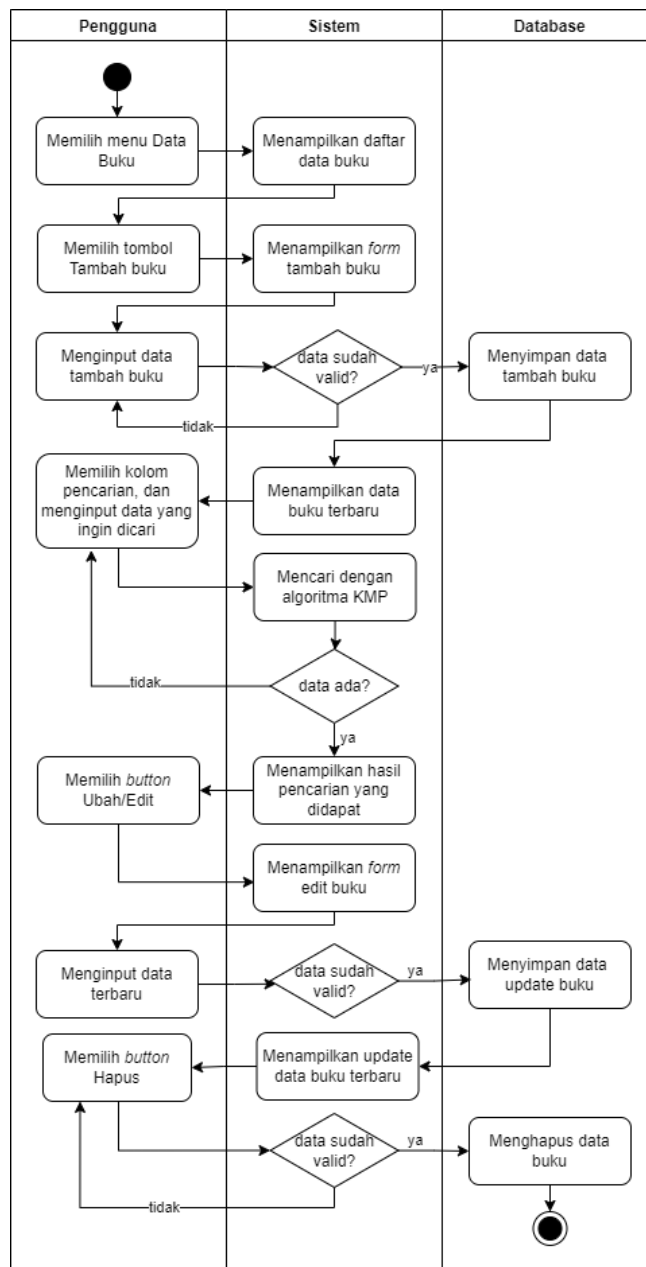 Pengguna
Sistem
Database
Memilih menu Data
Buku
Menampilkan daftar
data buku
Memilih tombol
Tambah buku
Menampilkan form
tambah buku
Menginput data
tambah buku
data sudah
valid?
ya
Menyimpan data
tambah buku
tidak
Memilih kolom
pencarian, dan
menginput data yang
ingin dicari
Menampilkan data
buku terbaru
Mencari dengan
algoritma KMP
data ada?
tidak
ya
Memilih button
Ubah/Edit
Menampilkan hasil
pencarian yang
didapat
Menampilkan form
edit buku
Menginput data
terbaru
data sudah
valid?
ya
Menyimpan data
update buku
Memilih button
Hapus
Menampilkan update
data buku terbaru
data sudah
valid?
ya
Menghapus data
buku
tidak